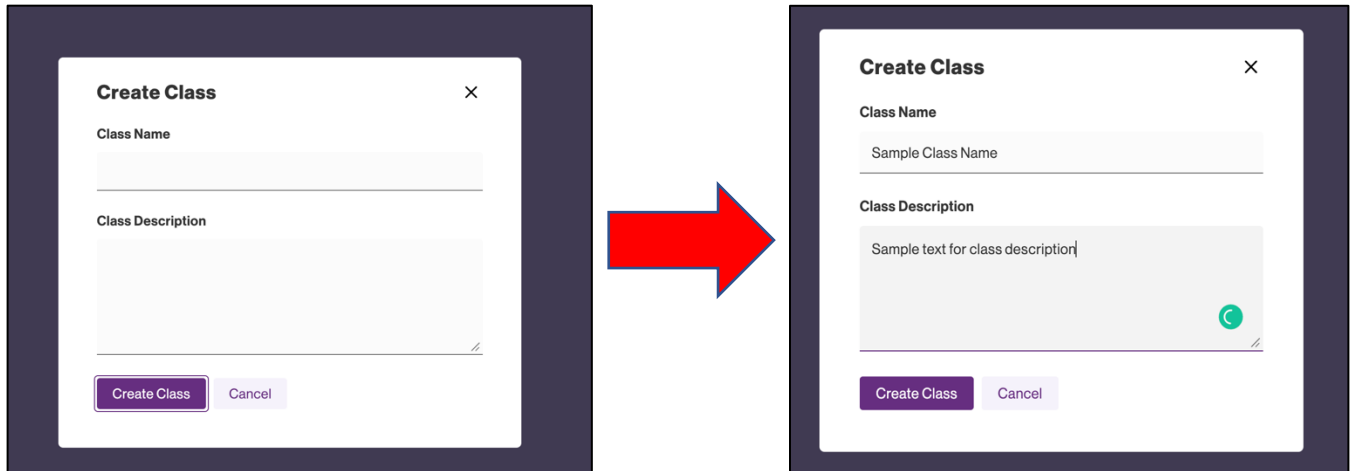 Create Class
Class Name
Class Description
Create Class Cancel
Create Class
Class Name
Sample Class Name
Class Description
Sample text for class description
Create Class Cancel